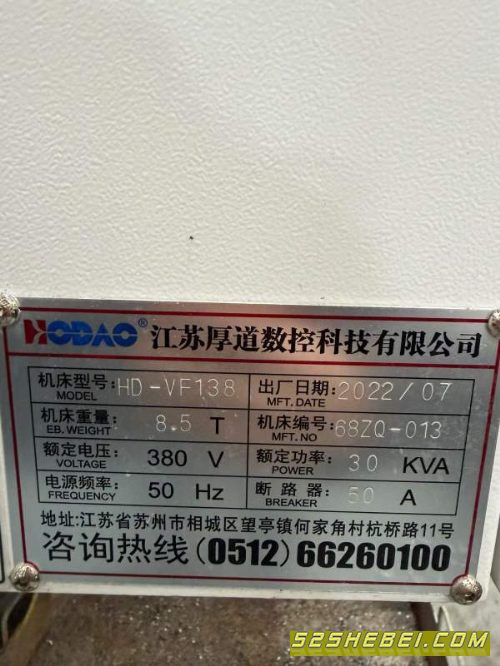 HODAO® 江苏厚道数控科技有限公司
机床型号: HD-VF138 出厂日期: 2022/07
MODEL MFT.DATE
机床重量: 8.5 T 机床编号: 68ZQ-013
EB.WEIGHT MFT.NO
额定电压: 380 V 额定功率: 30 KVA
VOLTAGE POWER
电源频率: 50 Hz 断路器: 50 A
FREQUENCY BREAKER
地址:江苏省苏州市相城区望亭镇何家角村杭桥路11号
咨询热线(0512)66260100
52SHEBEI.COM